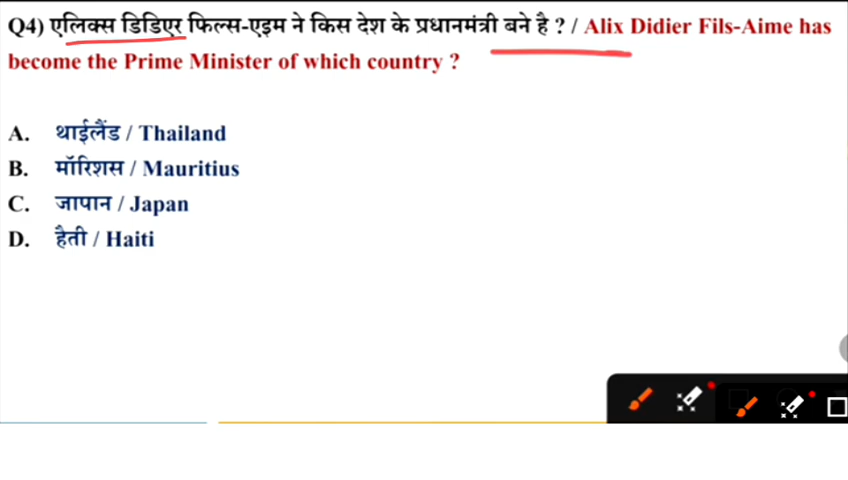 Q4) एलिक्स डिडिएर फिल्स-एइम ने किस देश के प्रधानमंत्री बने है ? / Alix Didier Fils-Aime has
become the Prime Minister of which country ?
A. थाईलैंड / Thailand
B. मॉरिशस / Mauritius
C. जापान / Japan
D. हैती / Haiti